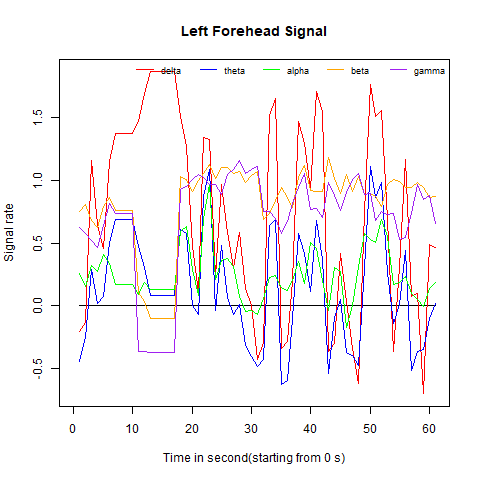 Left Forehead Signal
delta theta alpha beta gamma
Signal rate
1.5
1.0
0.5
0.0
-0.5
0 10 20 30 40 50 60
Time in second(starting from 0 s)